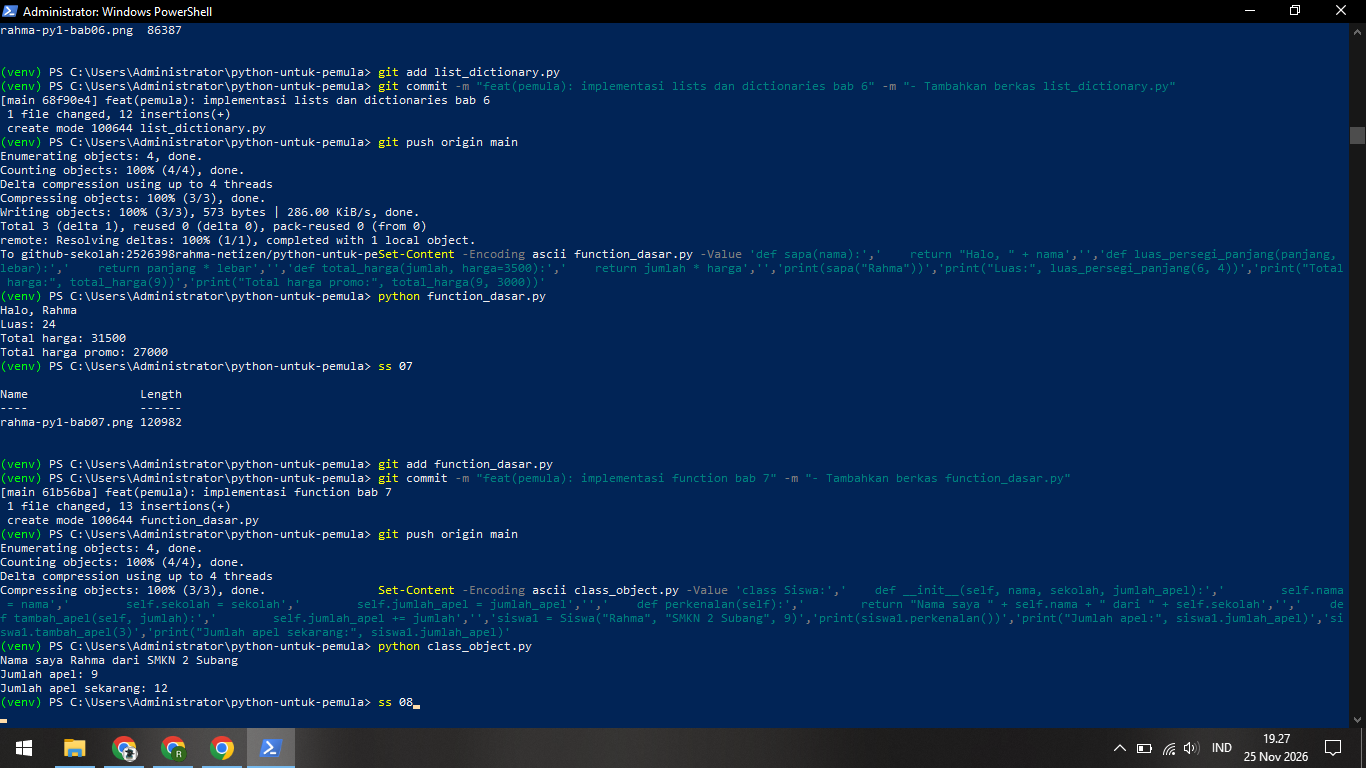 Administrator: Windows PowerShell
rahma-py1-bab06.png  86387
(venv) PS C:\Users\Administrator\python-untuk-pemula> git add list_dictionary.py
(venv) PS C:\Users\Administrator\python-untuk-pemula> git commit -m "feat(pemula): implementasi lists dan dictionaries bab 6" -m "- Tambahkan berkas list_dictionary.py"
[main 68f90e4] feat(pemula): implementasi lists dan dictionaries bab 6
 1 file changed, 12 insertions(+)
 create mode 100644 list_dictionary.py
(venv) PS C:\Users\Administrator\python-untuk-pemula> git push origin main
Enumerating objects: 4, done.
Counting objects: 100% (4/4), done.
Delta compression using up to 4 threads
Compressing objects: 100% (3/3), done.
Writing objects: 100% (3/3), 573 bytes | 286.00 KiB/s, done.
Total 3 (delta 1), reused 0 (delta 0), pack-reused 0 (from 0)
remote: Resolving deltas: 100% (1/1), completed with 1 local object.
To github-sekolah:2526398rahma-netizen/python-untuk-peSet-Content -Encoding ascii function_dasar.py -Value 'def sapa(nama):','    return "Halo, " + nama','','def luas_persegi_panjang(panjang,
lebar):','    return panjang * lebar','','def total_harga(jumlah, harga=3500):','    return jumlah * harga','','print(sapa("Rahma"))','print("Luas:", luas_persegi_panjang(6, 4))','print("Total
 harga:", total_harga(9))','print("Total harga promo:", total_harga(9, 3000))'
(venv) PS C:\Users\Administrator\python-untuk-pemula> python function_dasar.py
Halo, Rahma
Luas: 24
Total harga: 31500
Total harga promo: 27000
(venv) PS C:\Users\Administrator\python-untuk-pemula> ss 07
Name                Length
----                ------
rahma-py1-bab07.png 120982
(venv) PS C:\Users\Administrator\python-untuk-pemula> git add function_dasar.py
(venv) PS C:\Users\Administrator\python-untuk-pemula> git commit -m "feat(pemula): implementasi function bab 7" -m "- Tambahkan berkas function_dasar.py"
[main 61b56ba] feat(pemula): implementasi function bab 7
 1 file changed, 13 insertions(+)
 create mode 100644 function_dasar.py
(venv) PS C:\Users\Administrator\python-untuk-pemula> git push origin main
Enumerating objects: 4, done.
Counting objects: 100% (4/4), done.
Delta compression using up to 4 threads
Compressing objects: 100% (3/3), done.                Set-Content -Encoding ascii class_object.py -Value 'class Siswa:','    def __init__(self, nama, sekolah, jumlah_apel):','        self.nama
 = nama','        self.sekolah = sekolah','        self.jumlah_apel = jumlah_apel','','    def perkenalan(self):','        return "Nama saya " + self.nama + " dari " + self.sekolah','','    de
f tambah_apel(self, jumlah):','        self.jumlah_apel += jumlah','','siswa1 = Siswa("Rahma", "SMKN 2 Subang", 9)','print(siswa1.perkenalan())','print("Jumlah apel:", siswa1.jumlah_apel)','si
swa1.tambah_apel(3)','print("Jumlah apel sekarang:", siswa1.jumlah_apel)'
(venv) PS C:\Users\Administrator\python-untuk-pemula> python class_object.py
Nama saya Rahma dari SMKN 2 Subang
Jumlah apel: 9
Jumlah apel sekarang: 12
(venv) PS C:\Users\Administrator\python-untuk-pemula> ss 08
R
IND
19.27
25 Nov 2026